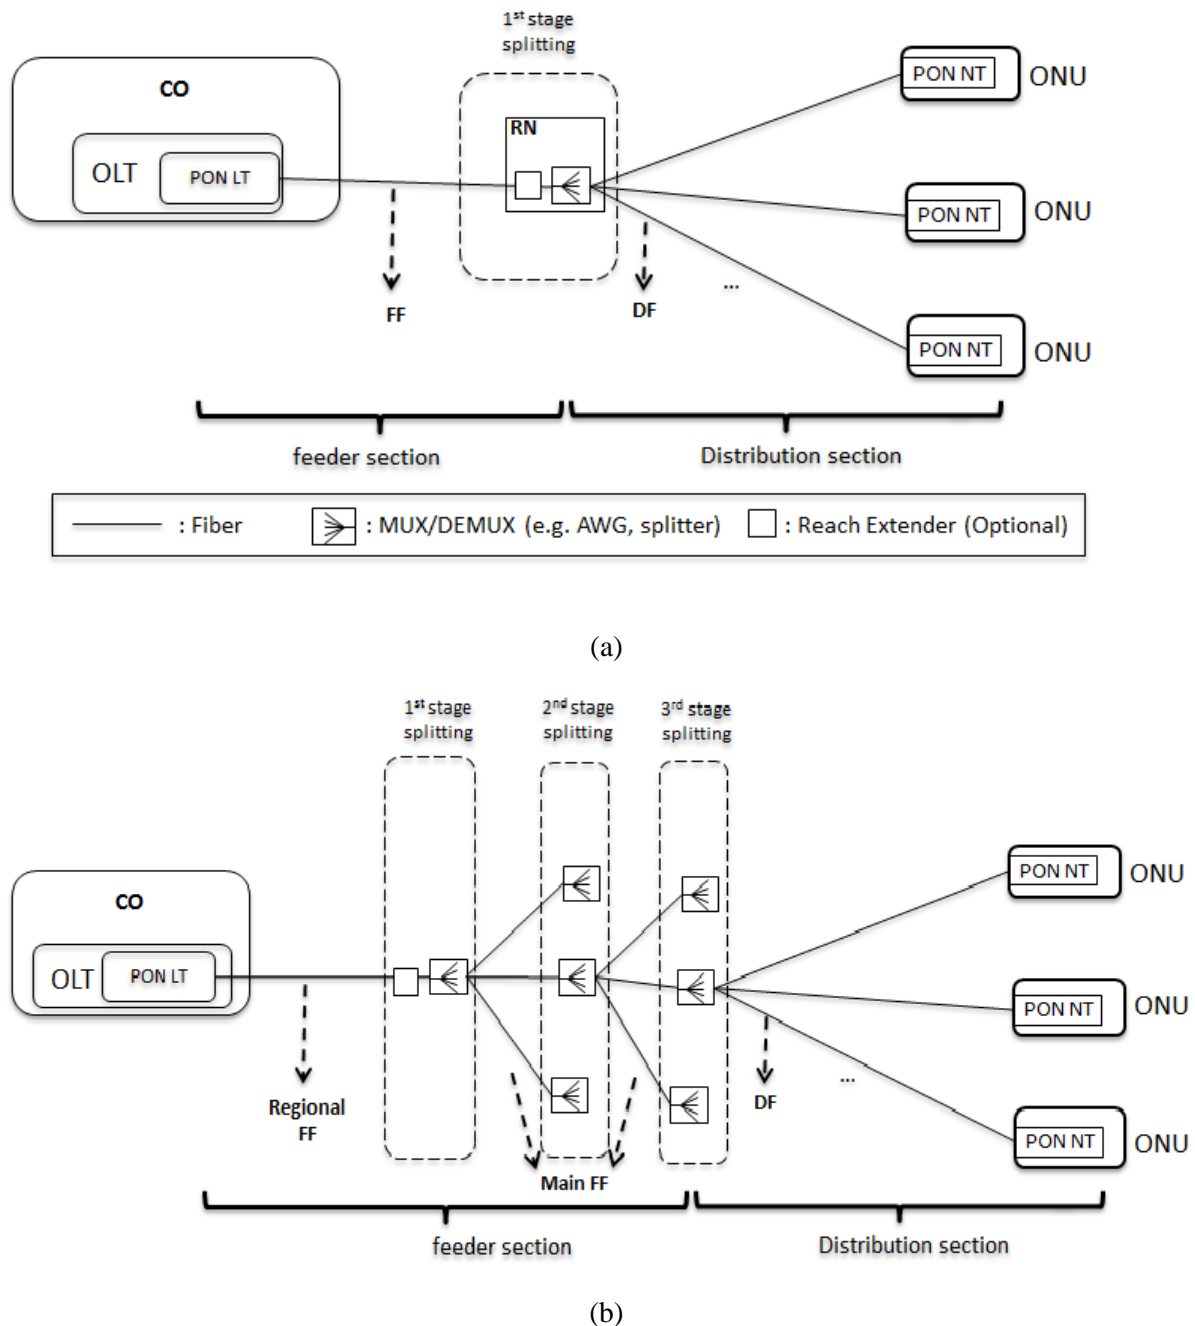 1st stage
splitting
CO
OLT
PON LT
RN
PON NT
ONU
PON NT
ONU
...
FF
DF
PON NT
ONU
feeder section
Distribution section
: Fiber
: MUX/DEMUX (e.g. AWG, splitter)
: Reach Extender (Optional)
(a)
1st stage
splitting
2nd stage
splitting
3rd stage
splitting
CO
OLT
PON LT
PON NT
ONU
PON NT
ONU
...
Regional
FF
DF
PON NT
ONU
Main FF
feeder section
Distribution section
(b)